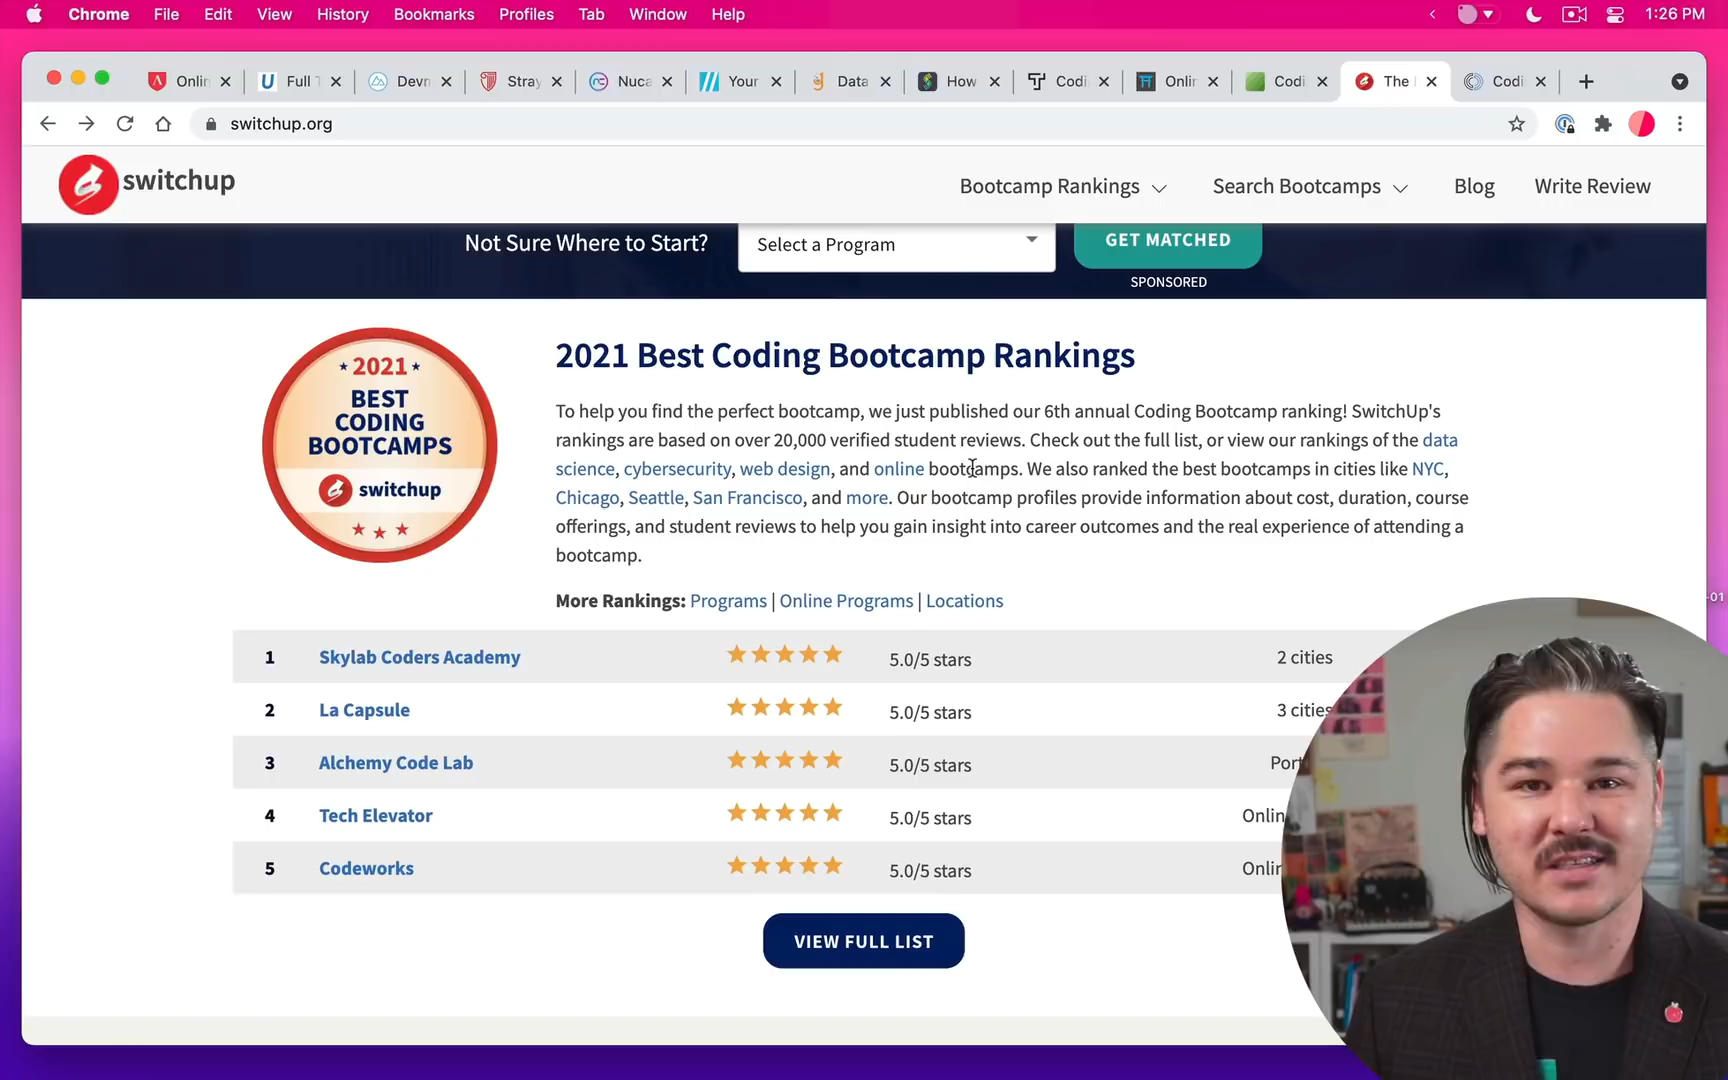 Chrome File Edit View History Bookmarks Profiles Tab Window Help 1:26 PM
Onlin Full T Devm Stray Nuca Your Data How Codi Onlin Codi The Codi
switchup.org
switchup Bootcamp Rankings Search Bootcamps Blog Write Review
Not Sure Where to Start? Select a Program GET MATCHED
SPONSORED
2021
BEST
CODING
BOOTCAMPS
switchup
2021 Best Coding Bootcamp Rankings
To help you find the perfect bootcamp, we just published our 6th annual Coding Bootcamp ranking! SwitchUp's
rankings are based on over 20,000 verified student reviews. Check out the full list, or view our rankings of the data
science, cybersecurity, web design, and online bootcamps. We also ranked the best bootcamps in cities like NYC,
Chicago, Seattle, San Francisco, and more. Our bootcamp profiles provide information about cost, duration, course
offerings, and student reviews to help you gain insight into career outcomes and the real experience of attending a
bootcamp.
More Rankings: Programs | Online Programs | Locations
1 Skylab Coders Academy 5.0/5 stars 2 cities
2 La Capsule 5.0/5 stars 3 cities
3 Alchemy Code Lab 5.0/5 stars Port
4 Tech Elevator 5.0/5 stars Onlin
5 Codeworks 5.0/5 stars Onlin
VIEW FULL LIST
-01